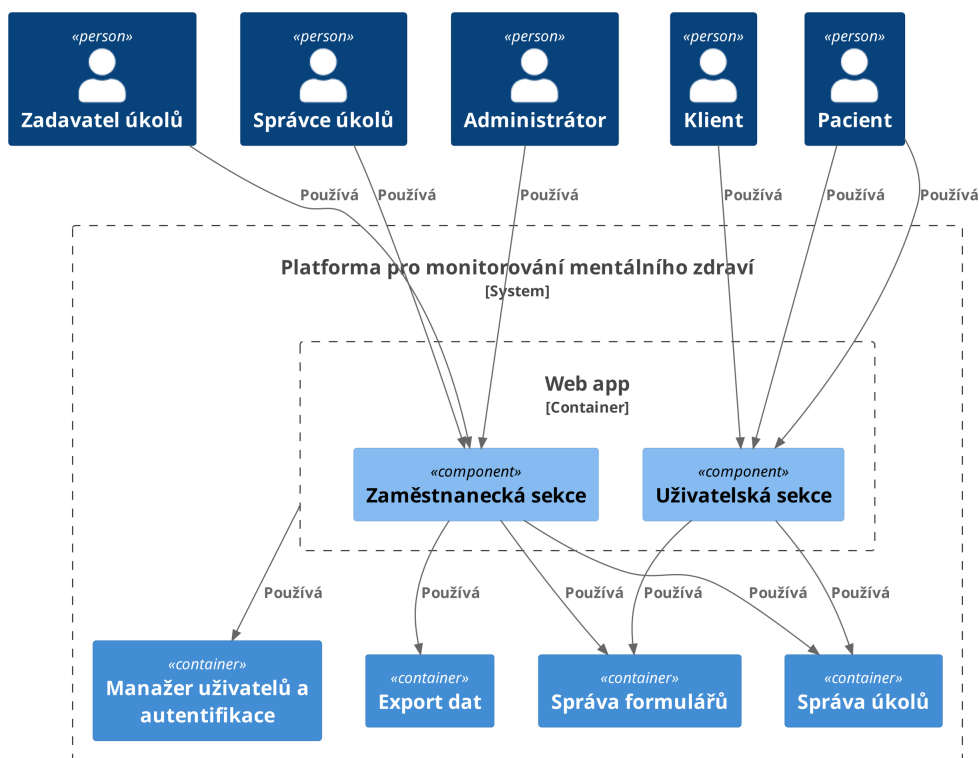 «person»
Zadavatel úkolů
«person»
Správce úkolů
«person»
Administrátor
«person»
Klient
«person»
Pacient
Používá
Používá
Používá
Používá
Používá
Používá
Platforma pro monitorování mentálního zdraví
[System]
Web app
[Container]
«component»
Zaměstnanecká sekce
«component»
Uživatelská sekce
Používá
Používá
Používá
Používá
Používá
Používá
«container»
Manažer uživatelů a
autentifikace
«container»
Export dat
«container»
Správa formulářů
«container»
Správa úkolů